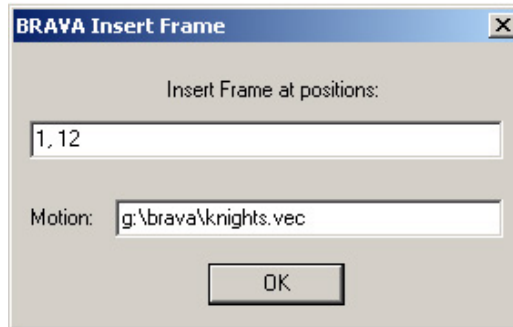 BRAVA Insert Frame
Insert Frame at positions:
1, 12
Motion: g:\brava\knights.vec
OK